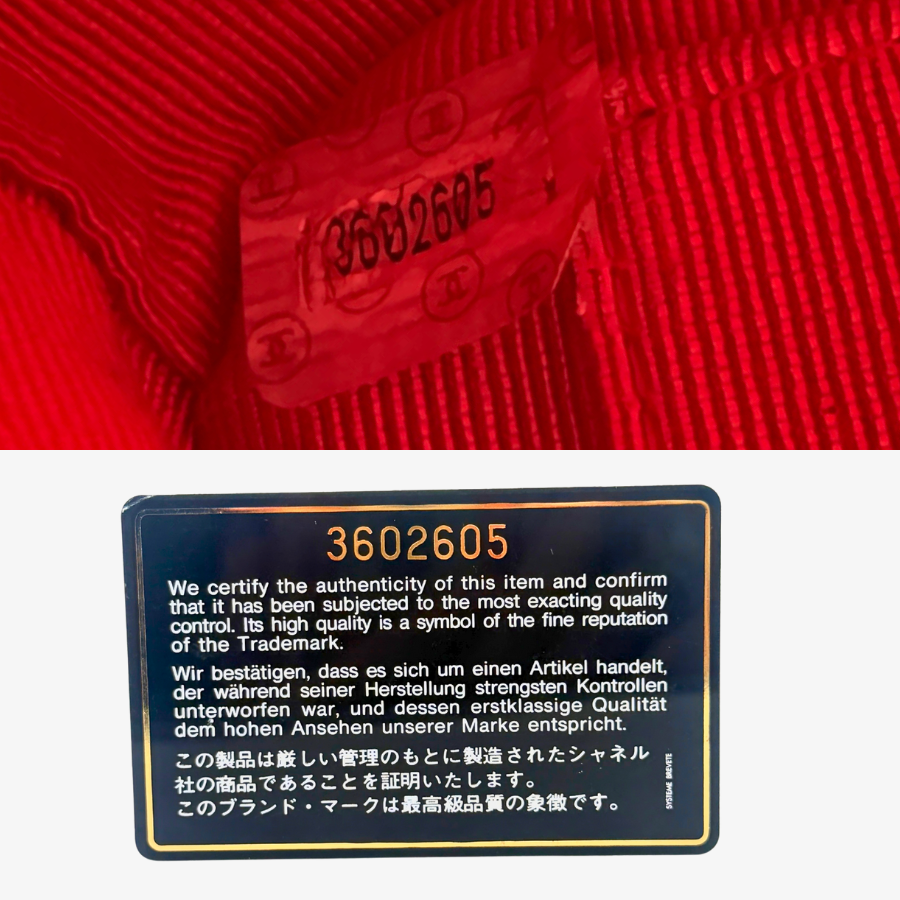 3602605
3602605
We certify the authenticity of this item and confirm
that it has been subjected to the most exacting quality
control. Its high quality is a symbol of the fine reputation
of the Trademark.
Wir bestätigen, dass es sich um einen Artikel handelt,
der während seiner Herstellung strengsten Kontrollen
unterworfen war, und dessen erstklassige Qualität
dem hohen Ansehen unserer Marke entspricht.
この製品は厳しい管理のもとに製造されたシャネル
社の商品であることを証明いたします。
このブランド・マークは最高級品質の象徴です。
SYSTEME BREVETE